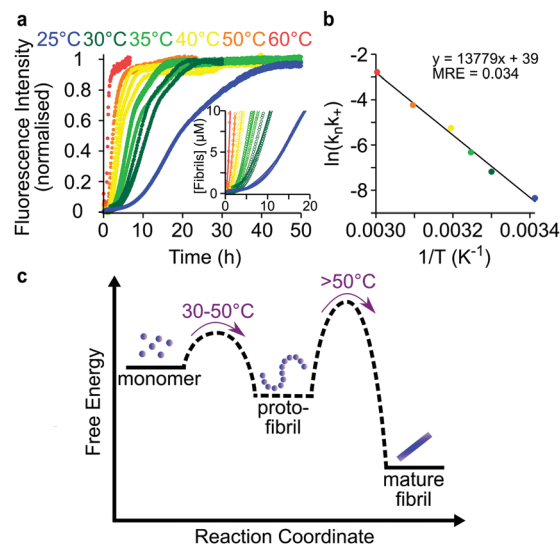 a
25°C 30°C 35°C 40°C 50°C 60°C
Fluorescence Intensity
(normalised)
1
0.8
0.6
0.4
0.2
0
0 10 20 30 40 50
Time (h)
[Fibrils] (µM)
10
5
0
0 5 10 20
b
y = 13779x + 39
MRE = 0.034
ln(kₙk₊)
-2
-4
-6
-8
0.0030 0.0032 0.0034
1/T (K⁻¹)
c
Free Energy
30-50°C
>50°C
monomer
proto-
fibril
mature
fibril
Reaction Coordinate